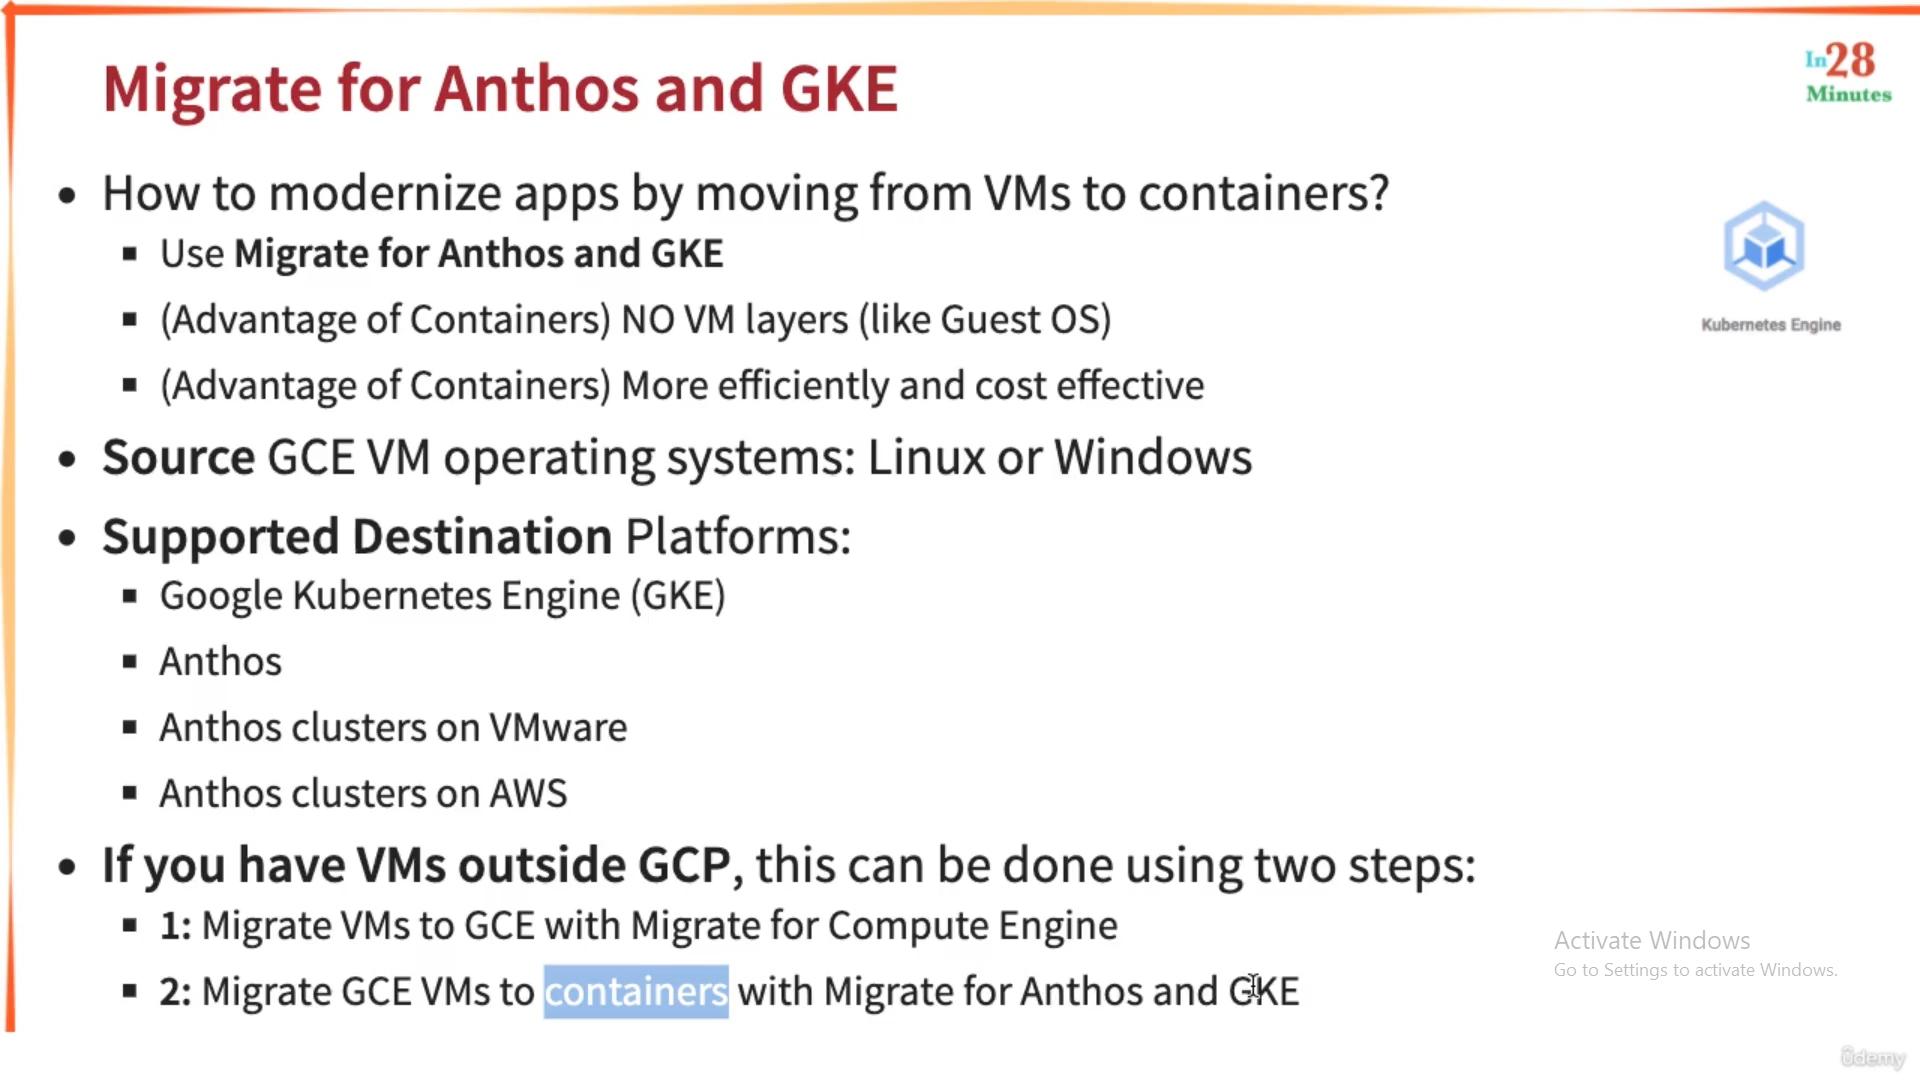 Migrate for Anthos and GKE
In28
Minutes
• How to modernize apps by moving from VMs to containers?
▪ Use Migrate for Anthos and GKE
▪ (Advantage of Containers) NO VM layers (like Guest OS)
▪ (Advantage of Containers) More efficiently and cost effective
Kubernetes Engine
• Source GCE VM operating systems: Linux or Windows
• Supported Destination Platforms:
▪ Google Kubernetes Engine (GKE)
▪ Anthos
▪ Anthos clusters on VMware
▪ Anthos clusters on AWS
• If you have VMs outside GCP, this can be done using two steps:
▪ 1: Migrate VMs to GCE with Migrate for Compute Engine
▪ 2: Migrate GCE VMs to containers with Migrate for Anthos and GKE
Activate Windows
Go to Settings to activate Windows.
ûdemy